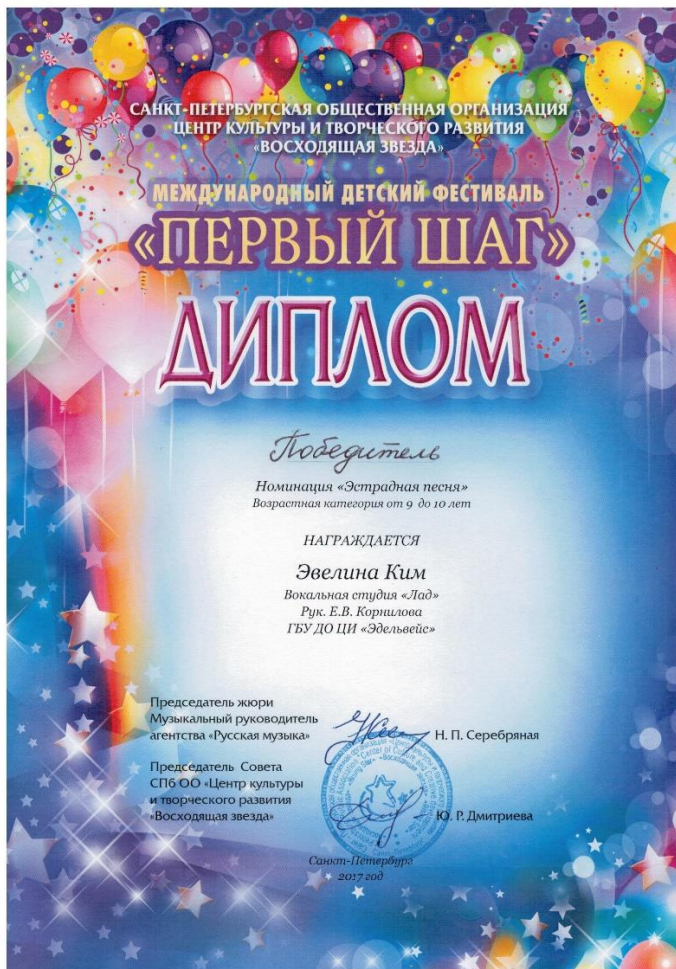 САНКТ-ПЕТЕРБУРГСКАЯ ОБЩЕСТВЕННАЯ ОРГАНИЗАЦИЯ
ЦЕНТР КУЛЬТУРЫ И ТВОРЧЕСКОГО РАЗВИТИЯ
«ВОСХОДЯЩАЯ ЗВЕЗДА»
МЕЖДУНАРОДНЫЙ ДЕТСКИЙ ФЕСТИВАЛЬ
«ПЕРВЫЙ ШАГ»
ДИПЛОМ
Победитель
Номинация «Эстрадная песня»
Возрастная категория от 9 до 10 лет
НАГРАЖДАЕТСЯ
Эвелина Ким
Вокальная студия «Лад»
Рук. Е.В. Корнилова
ГБУ ДО ЦИ «Эдельвейс»
Председатель жюри
Музыкальный руководитель
агентства «Русская музыка»
Н. П. Серебряная
Председатель Совета
СПб ОО «Центр культуры
и творческого развития
«Восходящая звезда»
Ю. Р. Дмитриева
Санкт-Петербург
2017 год